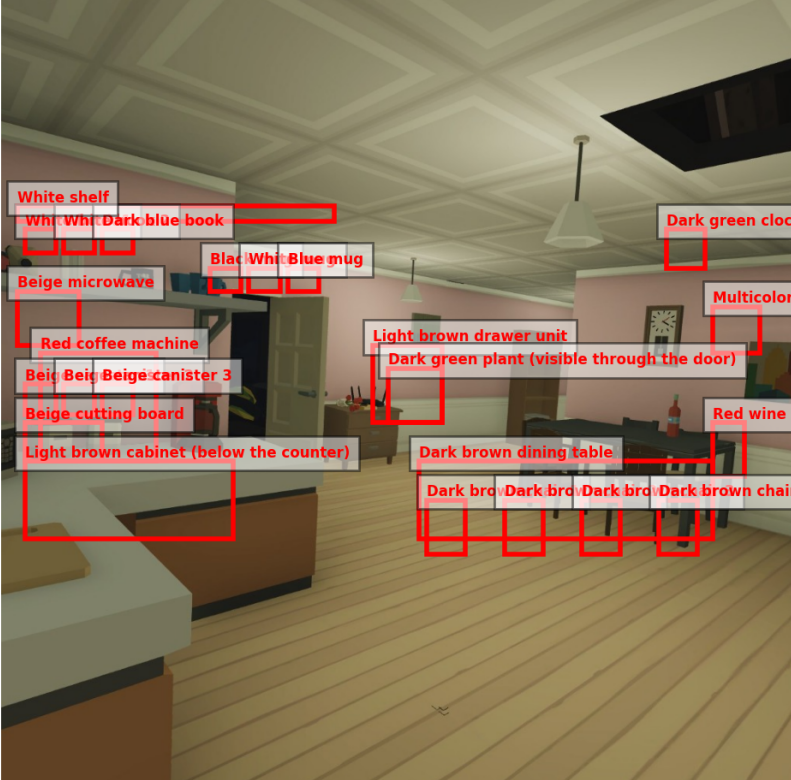 White shelf
Whit
Whit
Dark blue book
Dark green cloc
Blac
Whit
Blue mug
Beige microwave
Multicolor
Red coffee machine
Light brown drawer unit
Dark green plant (visible through the door)
Beig
Beig
Beige canister 3
Beige cutting board
Red wine
Light brown cabinet (below the counter)
Dark brown dining table
Dark brow
Dark brow
Dark brow
Dark brown chai